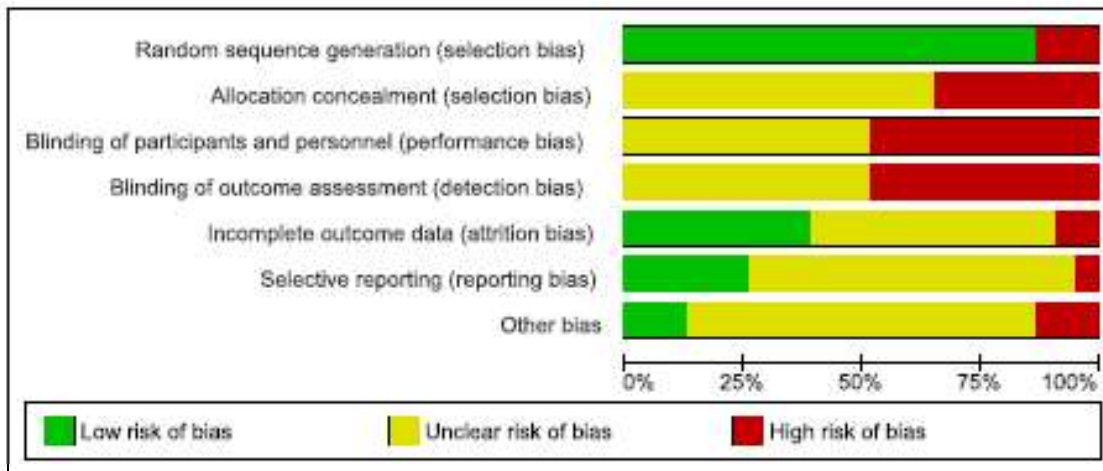 Random sequence generation (selection bias)
Allocation concealment (selection bias)
Blinding of participants and personnel (performance bias)
Blinding of outcome assessment (detection bias)
Incomplete outcome data (attrition bias)
Selective reporting (reporting bias)
Other bias
0% 25% 50% 75% 100%
Low risk of bias Unclear risk of bias High risk of bias